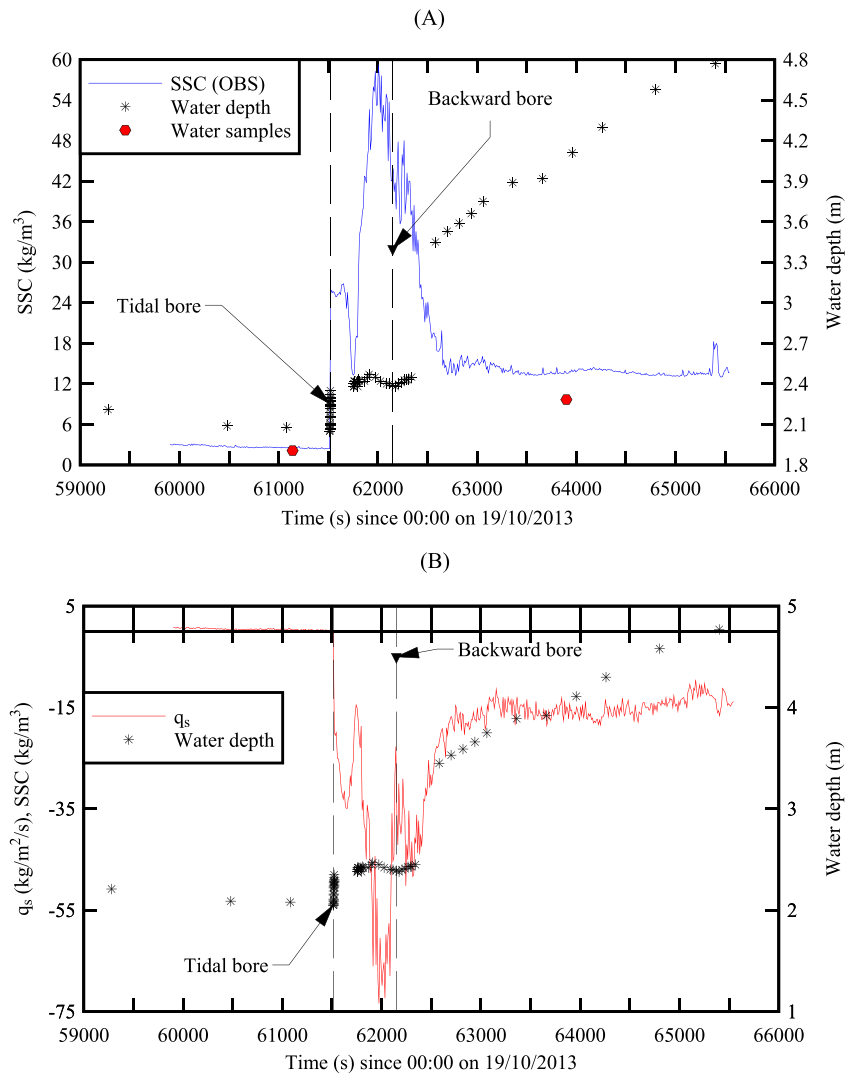 (A)
60
54
48
42
36
30
24
18
12
6
0
SSC (kg/m³)
SSC (OBS)
Water depth
Water samples
Backward bore
Tidal bore
4.8
4.5
4.2
3.9
3.6
3.3
3
2.7
2.4
2.1
1.8
Water depth (m)
59000 60000 61000 62000 63000 64000 65000 66000
Time (s) since 00:00 on 19/10/2013
(B)
5
-15
-35
-55
-75
qₛ (kg/m²/s), SSC (kg/m³)
Backward bore
qₛ
Water depth
Tidal bore
5
4
3
2
1
Water depth (m)
59000 60000 61000 62000 63000 64000 65000 66000
Time (s) since 00:00 on 19/10/2013